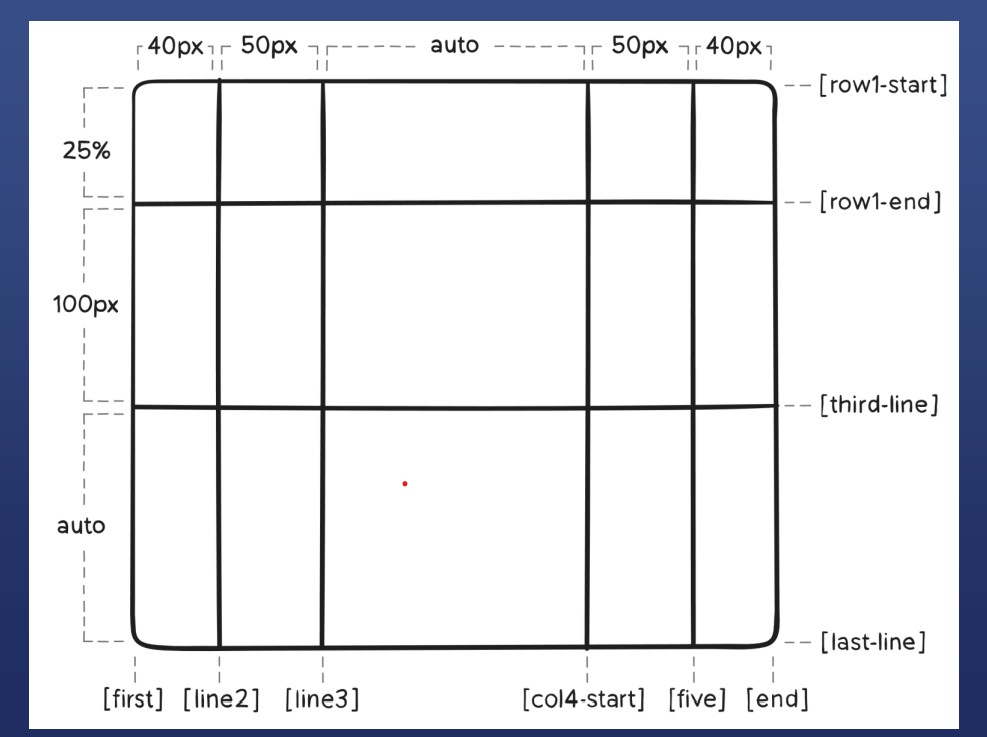 40px 50px auto 50px 40px
[row1-start]
25%
[row1-end]
100px
[third-line]
auto
[last-line]
[first] [line2] [line3] [col4-start] [five] [end]